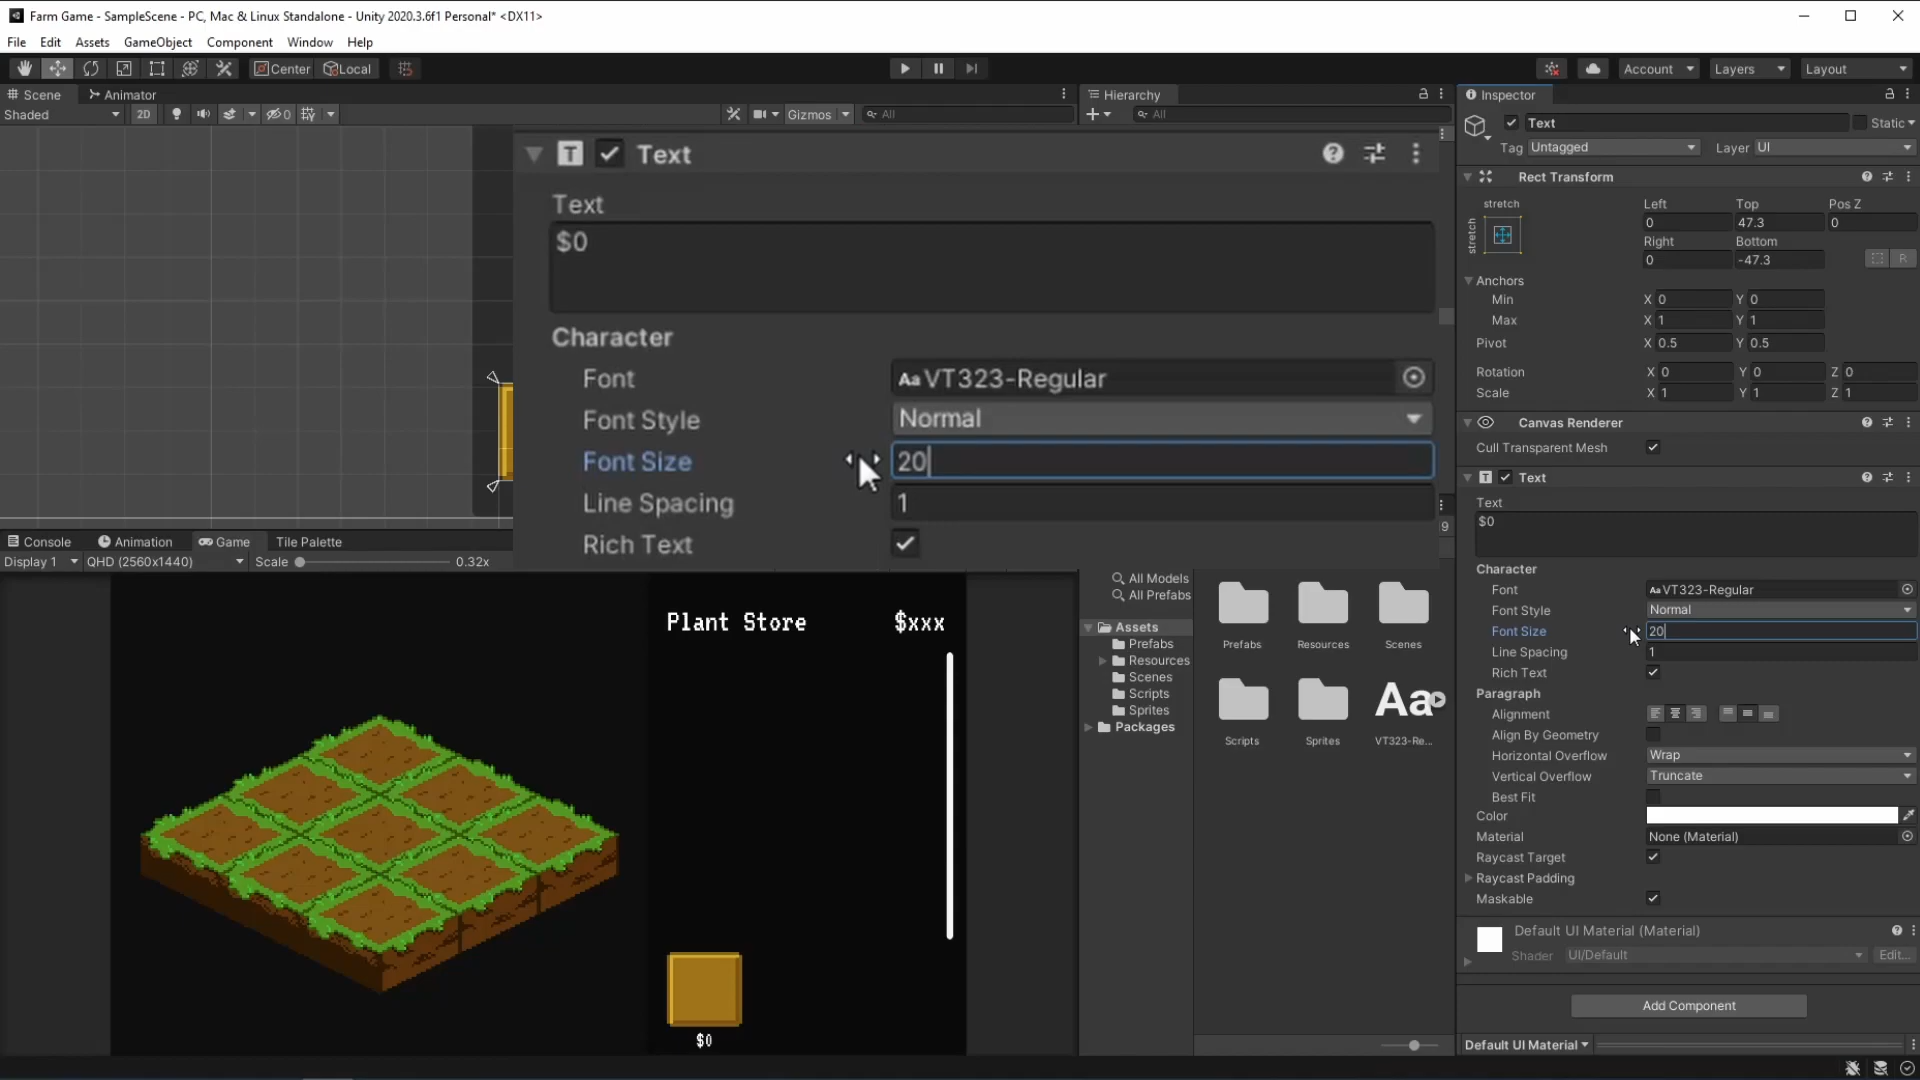 Farm Game - SampleScene - PC, Mac & Linux Standalone - Unity 2020.3.6f1 Personal* <DX11>
File Edit Assets GameObject Component Window Help
Center Local Account Layers Layout
Scene Animator
Hierarchy
Inspector
Shaded 2D 0 Gizmos All
All
Text Static
Tag Untagged Layer UI
Text
Text
$0
Character
Font VT323-Regular
Font Style Normal
Font Size 20
Line Spacing 1
Rich Text
Rect Transform
stretch Left Top Pos Z
stretch 0 47.3 0
Right Bottom
0 -47.3 R
Anchors
Min X 0 Y 0
Max X 1 Y 1
Pivot X 0.5 Y 0.5
Rotation X 0 Y 0 Z 0
Scale X 1 Y 1 Z 1
Canvas Renderer
Cull Transparent Mesh
Text
Text
$0
Character
Font VT323-Regular
Font Style Normal
Font Size 20
Line Spacing 1
Rich Text
Paragraph
Alignment
Align By Geometry
Horizontal Overflow Wrap
Vertical Overflow Truncate
Best Fit
Color
Material None (Material)
Raycast Target
Raycast Padding
Maskable
Default UI Material (Material)
Shader UI/Default Edit...
Add Component
Default UI Material
Console Animation Game Tile Palette
9
Display 1 QHD (2560x1440) Scale 0.32x
Plant Store $xxx
$0
All Models
All Prefabs
Assets
Prefabs
Resources
Scenes
Scripts
Sprites
Packages
Prefabs Resources Scenes
Aa
Scripts Sprites VT323-Re...